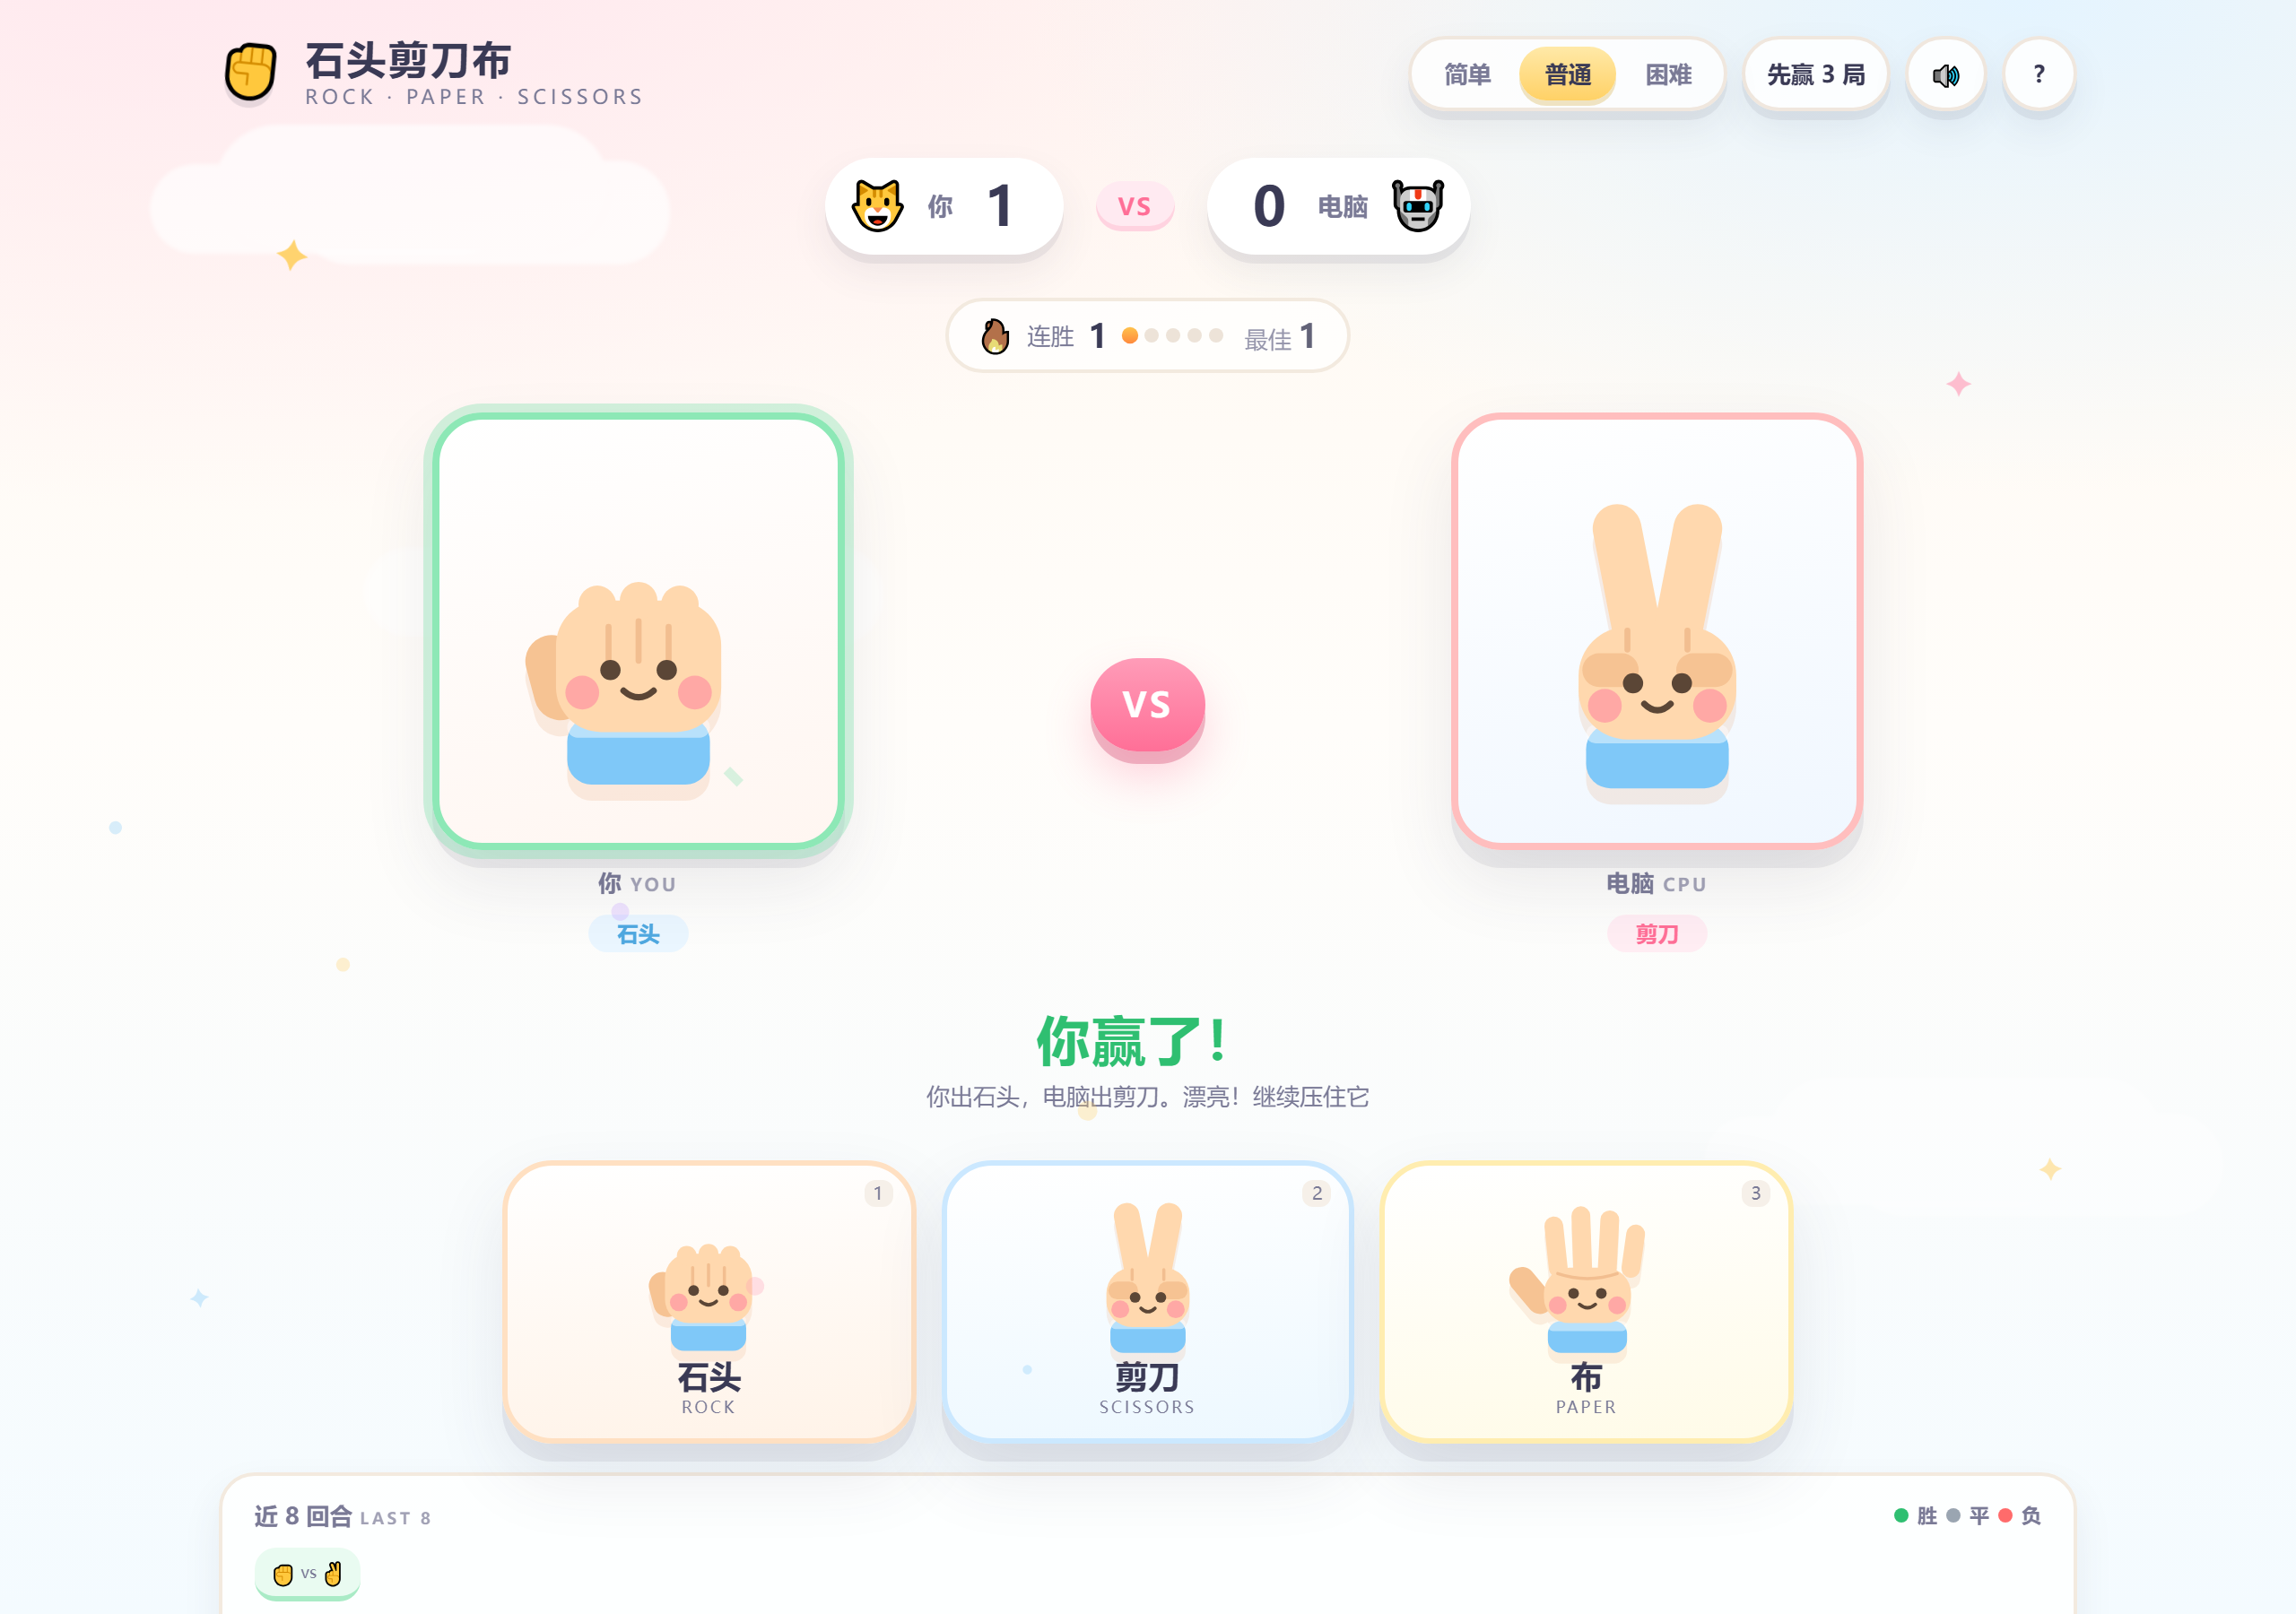 石头剪刀布
ROCK · PAPER · SCISSORS
简单 普通 困难 先赢 3 局 ?
你 1 VS 0 电脑
连胜 1 最佳 1
VS
你 YOU
石头
电脑 CPU
剪刀
你赢了!
你出石头，电脑出剪刀。漂亮！继续压住它
1
石头
ROCK
2
剪刀
SCISSORS
3
布
PAPER
近 8 回合 LAST 8
胜 平 负
VS